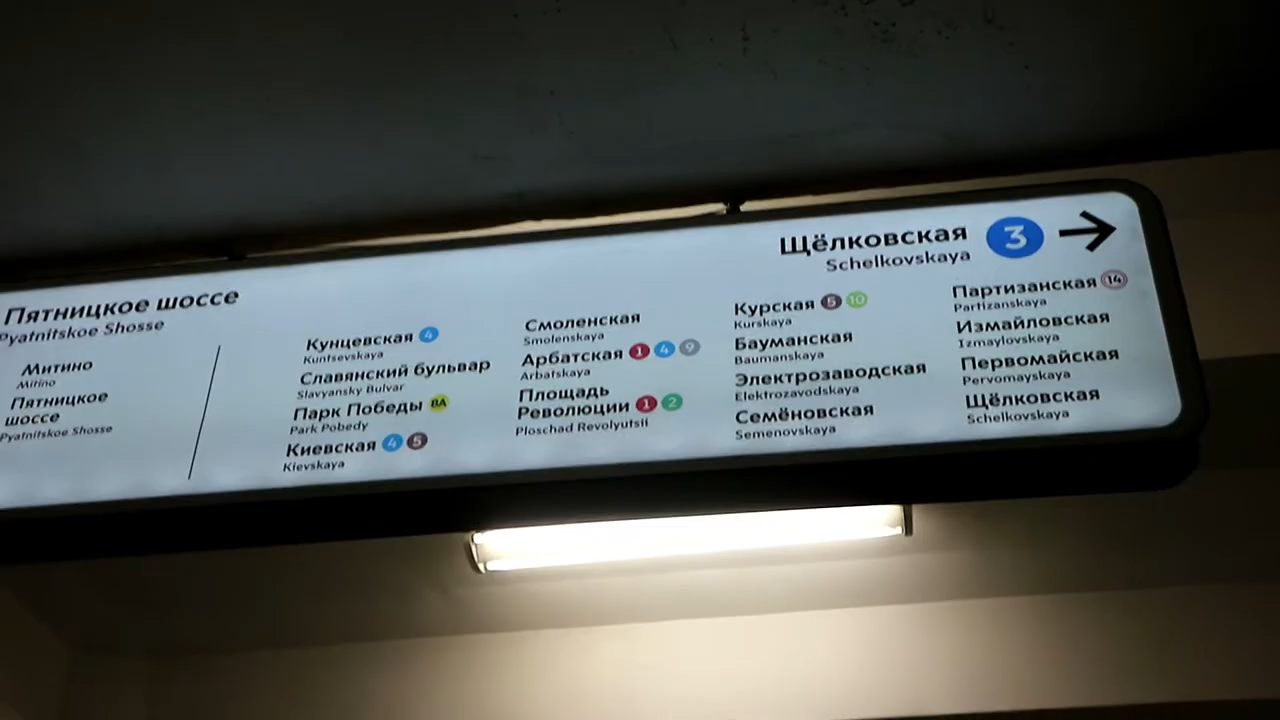 Пятницкое шоссе
Pyatnitskoe Shosse
Митино
Mitino
Пятницкое
шоссе
Pyatnitskoe Shosse
Щёлковская 3 →
Schelkovskaya
Кунцевская 4
Kuntsevskaya
Славянский бульвар
Slavyansky Bulvar
Парк Победы 8A
Park Pobedy
Киевская 4 5
Kievskaya
Смоленская
Smolenskaya
Арбатская 1 4 9
Arbatskaya
Площадь
Революции 1 2
Ploschad Revolyutsii
Курская 5 10
Kurskaya
Бауманская
Baumanskaya
Электрозаводская
Elektrozavodskaya
Семёновская
Semenovskaya
Партизанская 14
Partizanskaya
Измайловская
Izmaylovskaya
Первомайская
Pervomayskaya
Щёлковская
Schelkovskaya